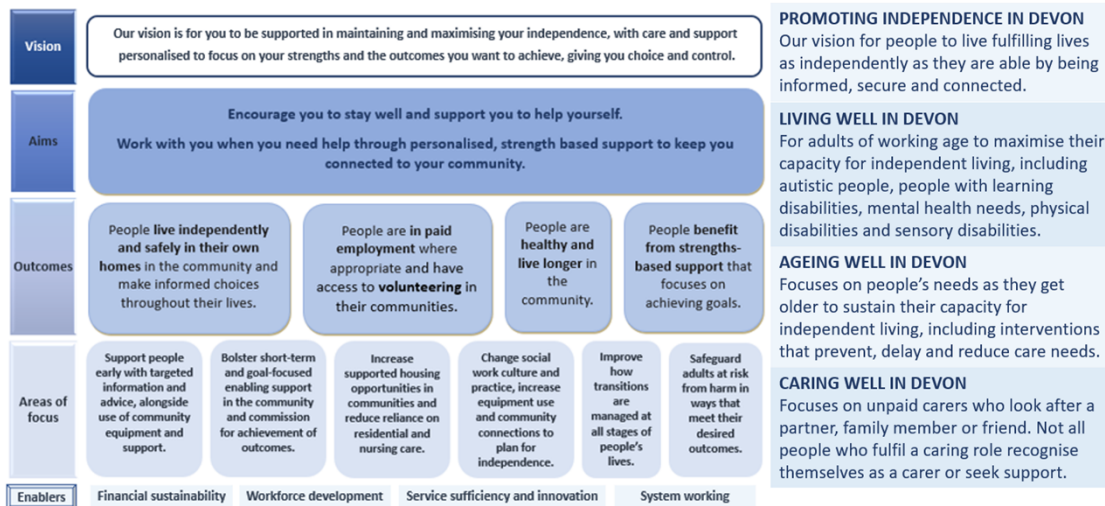 Vision
Our vision is for you to be supported in maintaining and maximising your independence, with care and support
personalised to focus on your strengths and the outcomes you want to achieve, giving you choice and control.
Aims
Encourage you to stay well and support you to help yourself.
Work with you when you need help through personalised, strength based support to keep you
connected to your community.
Outcomes
People live independently
and safely in their own
homes in the community and
make informed choices
throughout their lives.
People are in paid
employment where
appropriate and have
access to volunteering in
their communities.
People are
healthy and
live longer in
the
community.
People benefit
from strengths-
based support that
focuses on
achieving goals.
Areas of
focus
Support people
early with targeted
information and
advice, alongside
use of community
equipment and
support.
Bolster short-term
and goal-focused
enabling support
in the community
and commission
for achievement of
outcomes.
Increase
supported housing
opportunities in
communities and
reduce reliance on
residential and
nursing care.
Change social
work culture and
practice, increase
equipment use
and community
connections to
plan for
independence.
Improve
how
transitions
are
managed at
all stages of
people's
lives.
Safeguard
adults at risk
from harm in
ways that
meet their
desired
outcomes.
Enablers
Financial sustainability
Workforce development
Service sufficiency and innovation
System working
PROMOTING INDEPENDENCE IN DEVON
Our vision for people to live fulfilling lives
as independently as they are able by being
informed, secure and connected.
LIVING WELL IN DEVON
For adults of working age to maximise their
capacity for independent living, including
autistic people, people with learning
disabilities, mental health needs, physical
disabilities and sensory disabilities.
AGEING WELL IN DEVON
Focuses on people's needs as they get
older to sustain their capacity for
independent living, including interventions
that prevent, delay and reduce care needs.
CARING WELL IN DEVON
Focuses on unpaid carers who look after a
partner, family member or friend. Not all
people who fulfil a caring role recognise
themselves as a carer or seek support.